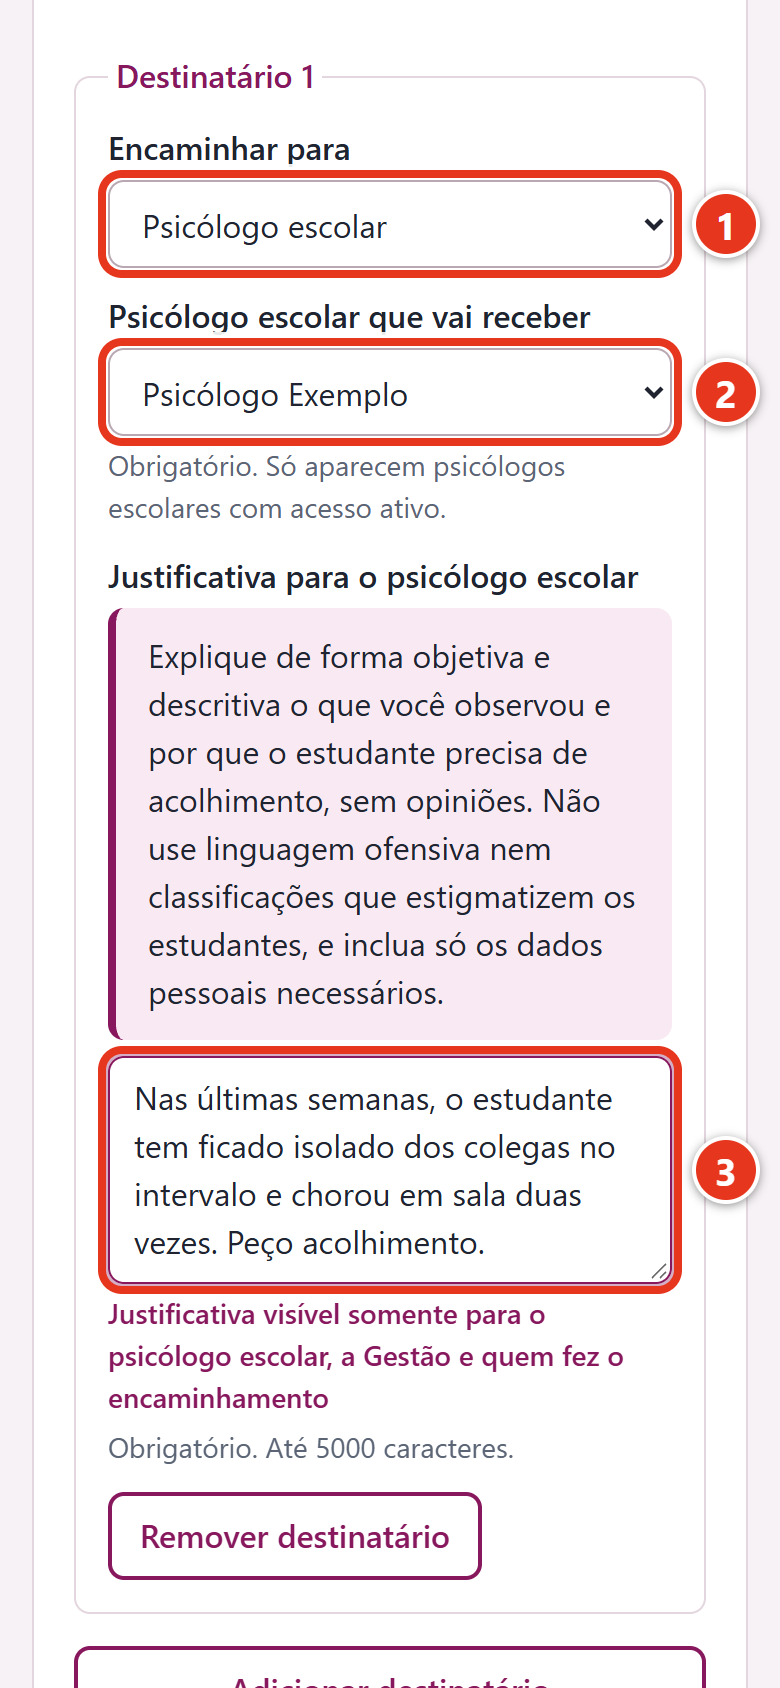 Destinatário 1
Encaminhar para
Psicólogo escolar
1
Psicólogo escolar que vai receber
Psicólogo Exemplo
2
Obrigatório. Só aparecem psicólogos
escolares com acesso ativo.
Justificativa para o psicólogo escolar
Explique de forma objetiva e
descritiva o que você observou e
por que o estudante precisa de
acolhimento, sem opiniões. Não
use linguagem ofensiva nem
classificações que estigmatizem os
estudantes, e inclua só os dados
pessoais necessários.
Nas últimas semanas, o estudante
tem ficado isolado dos colegas no
intervalo e chorou em sala duas
vezes. Peço acolhimento.
3
Justificativa visível somente para o
psicólogo escolar, a Gestão e quem fez o
encaminhamento
Obrigatório. Até 5000 caracteres.
Remover destinatário
Adicionar destinatário